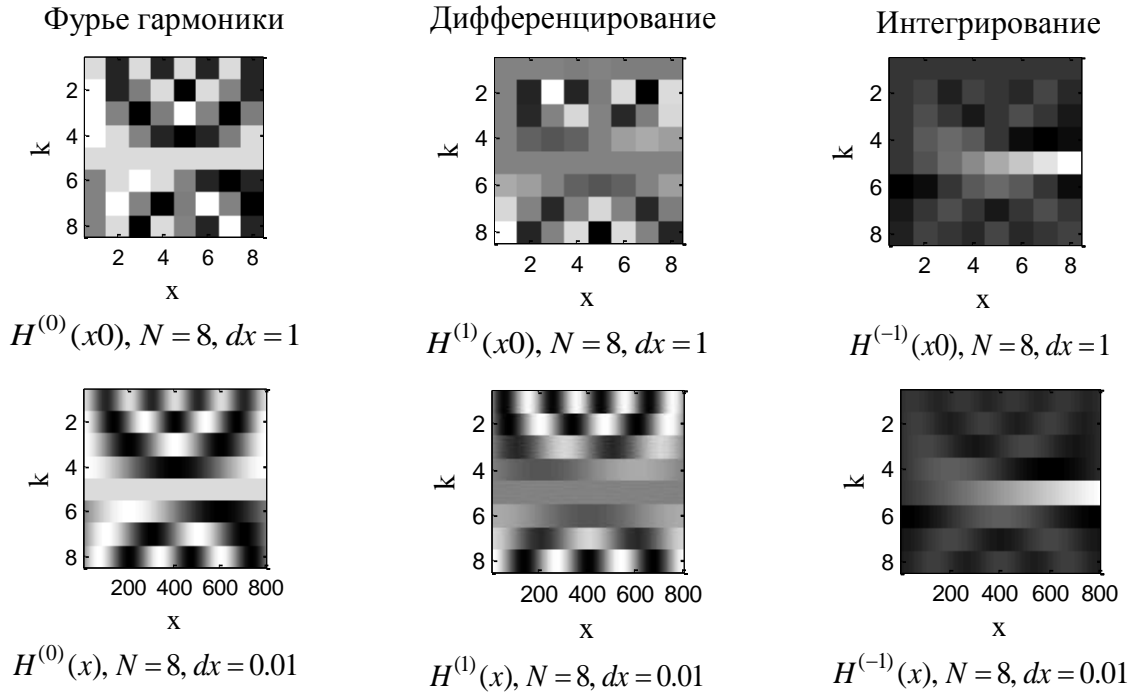 Фурье гармоники
Дифференцирование
Интегрирование
k
2
4
6
8
2 4 6 8
x
k
2
4
6
8
2 4 6 8
x
k
2
4
6
8
2 4 6 8
x
H^{(0)}(x0), N = 8, dx = 1
H^{(1)}(x0), N = 8, dx = 1
H^{(-1)}(x0), N = 8, dx = 1
k
2
4
6
8
200 400 600 800
x
k
2
4
6
8
200 400 600 800
x
k
2
4
6
8
200 400 600 800
x
H^{(0)}(x), N = 8, dx = 0.01
H^{(1)}(x), N = 8, dx = 0.01
H^{(-1)}(x), N = 8, dx = 0.01